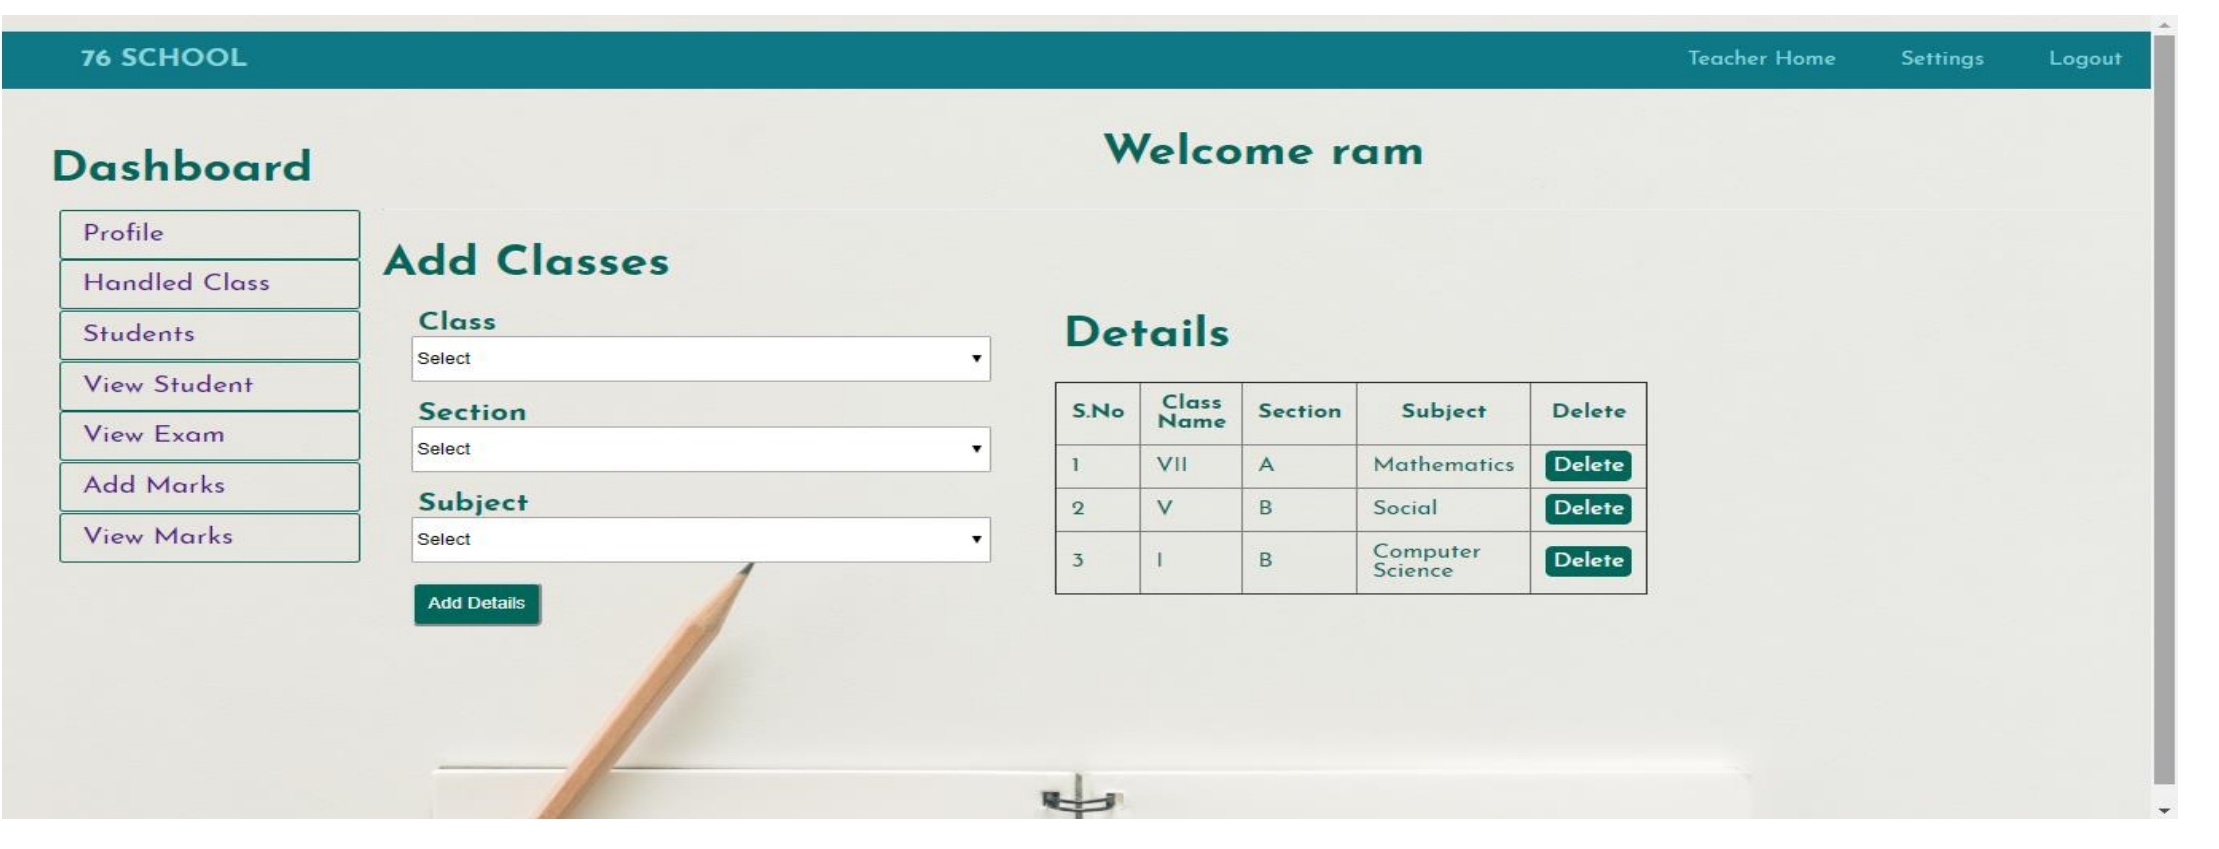 76 SCHOOL
Teacher Home Settings Logout
Welcome ram
Dashboard
Profile
Handled Class
Students
View Student
View Exam
Add Marks
View Marks
Add Classes
Class
Select
Section
Select
Subject
Select
Add Details
Details
S.No Class Name Section Subject Delete
1 VII A Mathematics Delete
2 V B Social Delete
3 I B Computer Science Delete